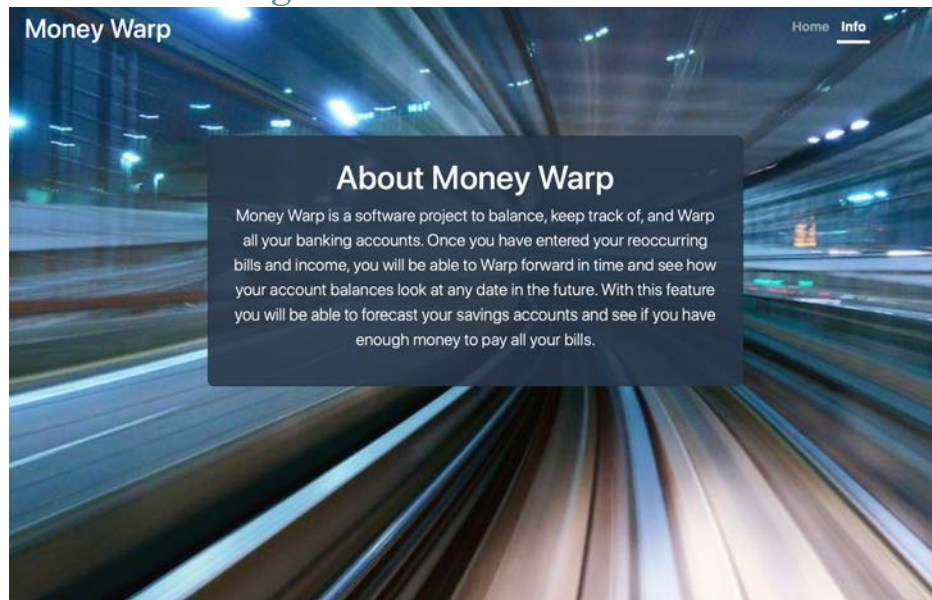 Money Warp
Home Info
About Money Warp
Money Warp is a software project to balance, keep track of, and Warp
all your banking accounts. Once you have entered your reoccurring
bills and income, you will be able to Warp forward in time and see how
your account balances look at any date in the future. With this feature
you will be able to forecast your savings accounts and see if you have
enough money to pay all your bills.